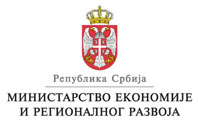 Република Србија
МИНИСТАРСТВО ЕКОНОМИЈЕ
И РЕГИОНАЛНОГ РАЗВОЈА